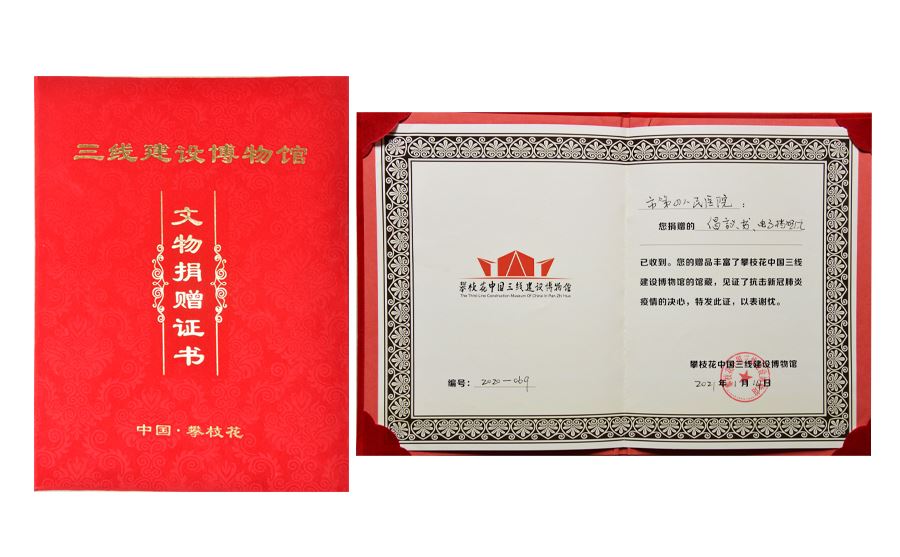 三线建设博物馆
文物捐赠证书
中国·攀枝花
攀枝花中国三线建设博物馆
The Third-Line Construction Museum Of China In Pan Zhi Hua
编号：2020—069
市第四人民医院：
您捐赠的 倡议书、电子猎鹰仪
已收到。您的赠品丰富了攀枝花中国三线
建设博物馆的馆藏，见证了抗击新冠肺炎
疫情的决心，特发此证，以表谢忱。
攀枝花中国三线建设博物馆
2021年1月14日